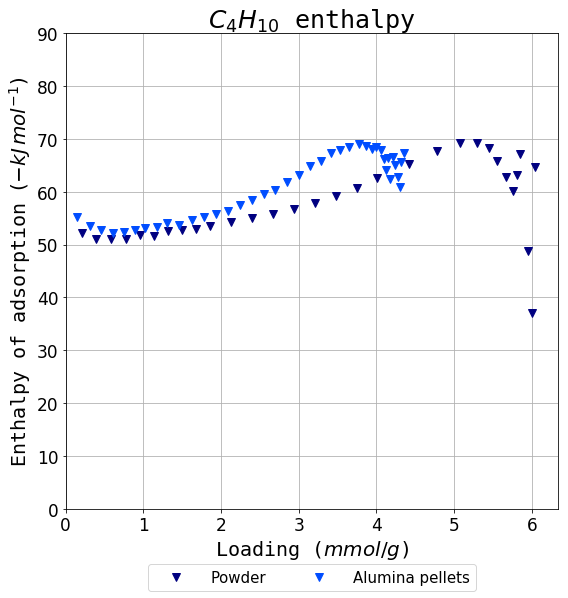 C4H10 enthalpy
90
80
70
60
50
40
30
20
10
0
Enthalpy of adsorption (−kJ mol−1)
0 1 2 3 4 5 6
Loading (mmol/g)
Powder Alumina pellets